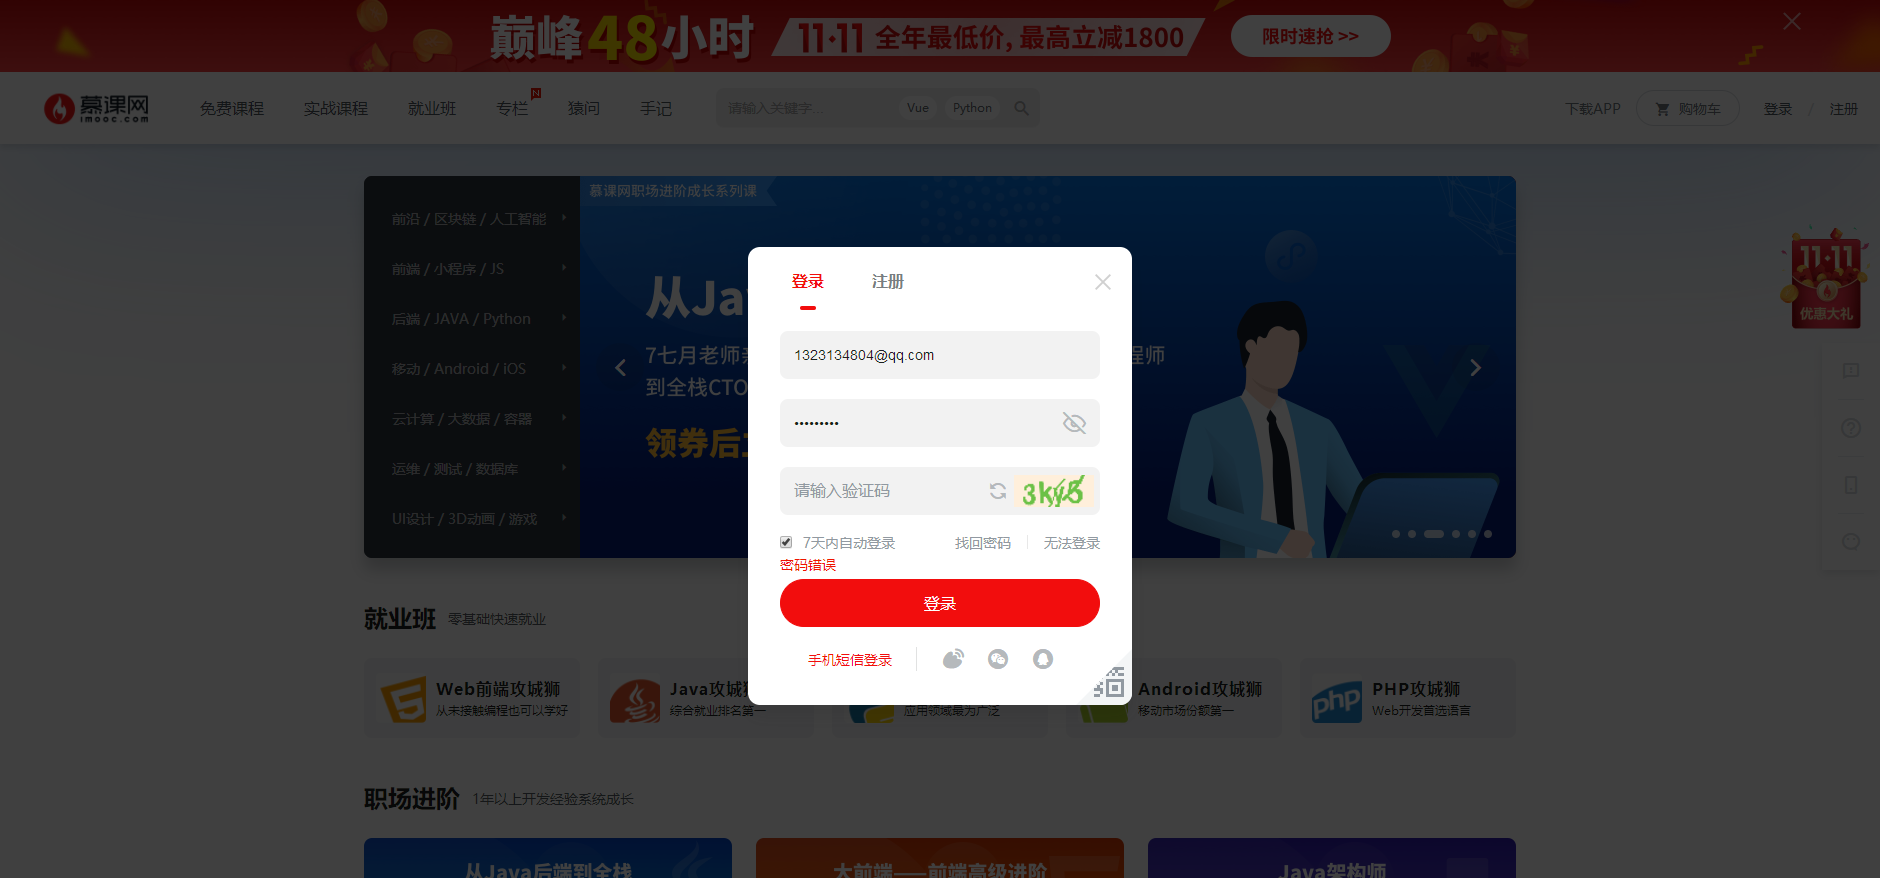 巅峰48小时
11·11 全年最低价, 最高立减1800
限时速抢 >>
慕课网
imooc.com
免费课程
实战课程
就业班
专栏
N
猿问
手记
请输入关键字...
Vue
Python
下载APP
购物车
登录 / 注册
前沿 / 区块链 / 人工智能
前端 / 小程序 / JS
后端 / JAVA / Python
移动 / Android / iOS
云计算 / 大数据 / 容器
运维 / 测试 / 数据库
UI设计 / 3D动画 / 游戏
慕课网职场进阶成长系列课
从Ja
7七月老师
程师
到全栈CTO
领券后
11.11
优惠大礼
登录
注册
1323134804@qq.com
•••••••••
请输入验证码
3ky5
7天内自动登录
找回密码
无法登录
密码错误
登录
手机短信登录
就业班
零基础快速就业
Web前端攻城狮
从未接触编程也可以学好
Java攻城
综合就业排名第一
应用领域最为广泛
Android攻城狮
移动市场份额第一
php
PHP攻城狮
Web开发首选语言
职场进阶
1年以上开发经验系统成长
从Java后端到全栈
大前端——前端高级进阶
Java架构师